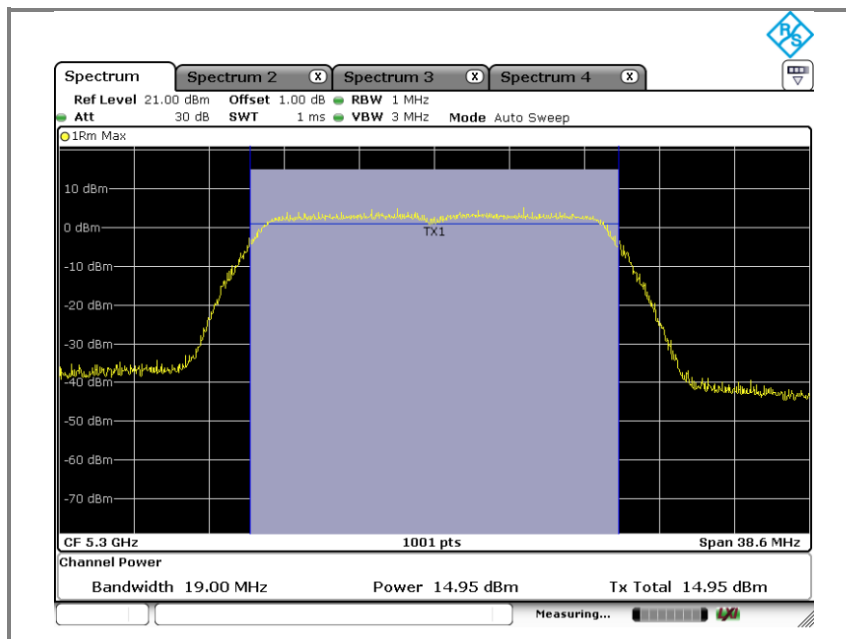 R&S
Spectrum Spectrum 2 X Spectrum 3 X Spectrum 4 X
Ref Level 21.00 dBm Offset 1.00 dB RBW 1 MHz
Att 30 dB SWT 1 ms VBW 3 MHz Mode Auto Sweep
1Rm Max
10 dBm
0 dBm
TX1
-10 dBm
-20 dBm
-30 dBm
-40 dBm
-50 dBm
-60 dBm
-70 dBm
CF 5.3 GHz 1001 pts Span 38.6 MHz
Channel Power
Bandwidth 19.00 MHz Power 14.95 dBm Tx Total 14.95 dBm
Measuring...